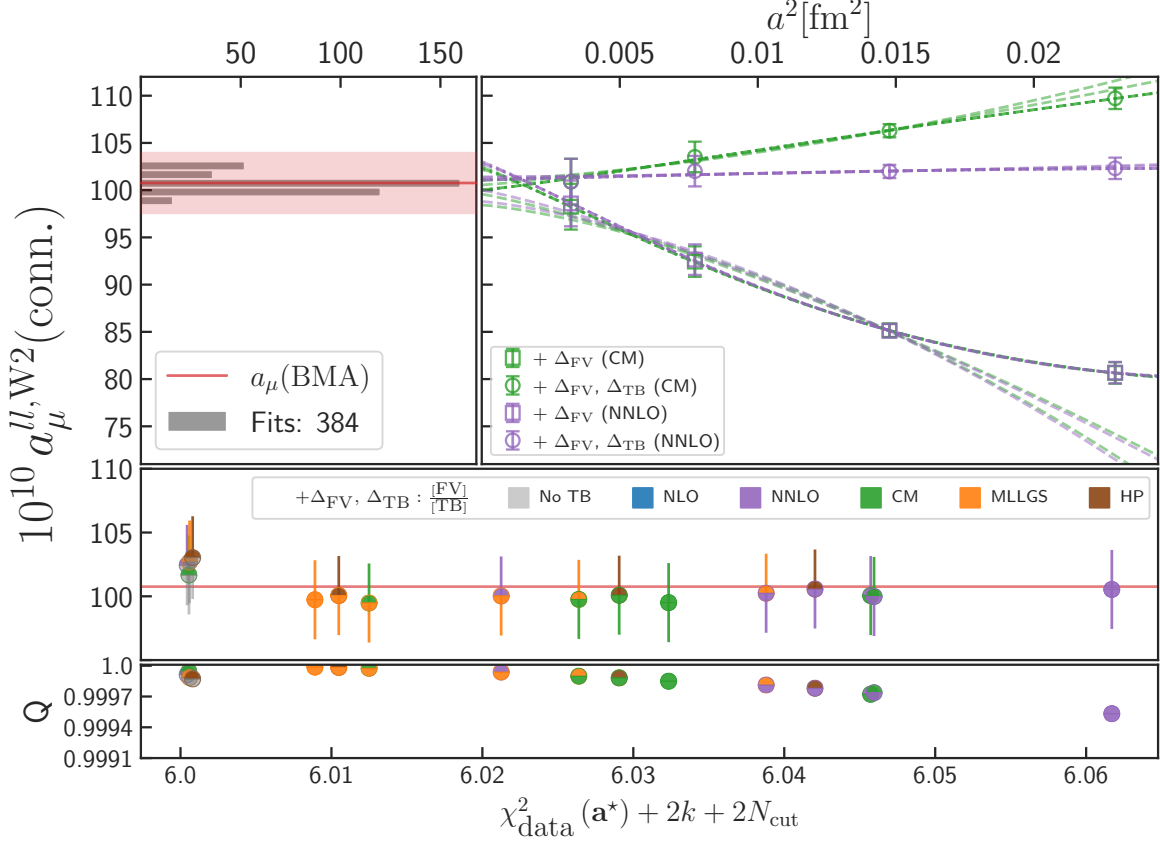 a²[fm²]
50 100 150
0.005 0.01 0.015 0.02
10¹⁰ a_μ^{ll,W2}(conn.)
110
105
100
95
90
85
80
75
a_μ(BMA)
Fits: 384
+ Δ_FV (CM)
+ Δ_FV, Δ_TB (CM)
+ Δ_FV (NNLO)
+ Δ_FV, Δ_TB (NNLO)
110
105
100
+Δ_FV, Δ_TB : [FV]/[TB] No TB NLO NNLO CM MLLGS HP
Q
1.0
0.9997
0.9994
0.9991
6.0 6.01 6.02 6.03 6.04 6.05 6.06
χ²_data (a*) + 2k + 2N_cut